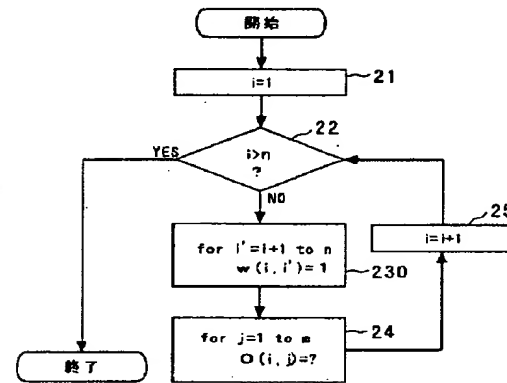 開始
i=1
21
22
i>n
?
YES
NO
for i'=i+1 to n
w(i,i')=1
230
25
i=i+1
for j=1 to m
O(i,j)=?
24
終了